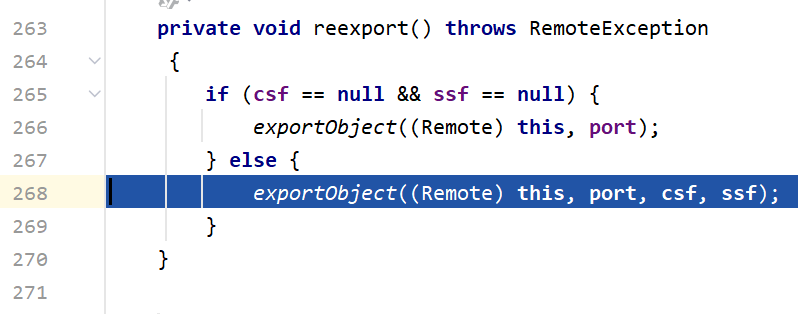 263 private void reexport() throws RemoteException
264 {
265 if (csf == null && ssf == null) {
266 exportObject((Remote) this, port);
267 } else {
268 exportObject((Remote) this, port, csf, ssf);
269 }
270 }
271